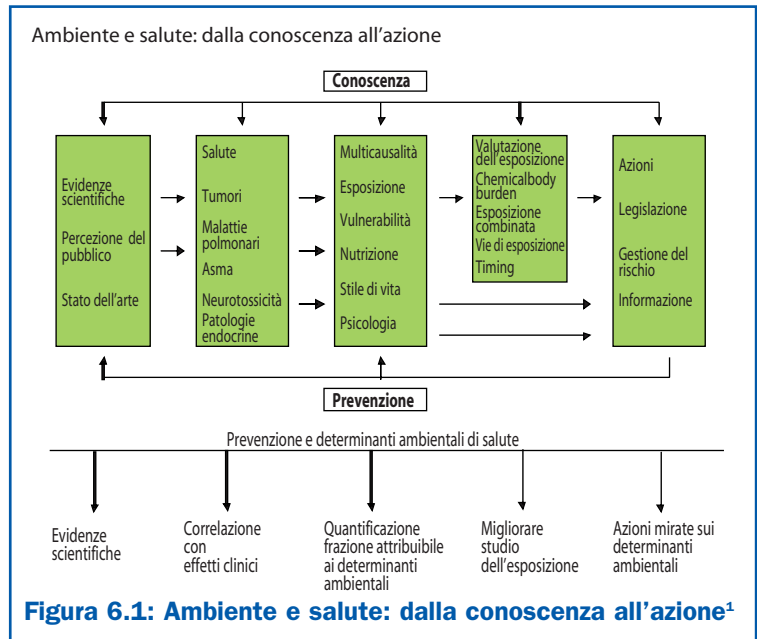 Ambiente e salute: dalla conoscenza all'azione
Conoscenza
Evidenze
scientifiche
Percezione del
pubblico
Stato dell'arte
Salute
Tumori
Malattie
polmonari
Asma
Neurotossicità
Patologie
endocrine
Multicausalità
Esposizione
Vulnerabilità
Nutrizione
Stile di vita
Psicologia
Valutazione
dell'esposizione
Chemicalbody
burden
Esposizione
combinata
Vie di esposizione
Timing
Azioni
Legislazione
Gestione del
rischio
Informazione
Prevenzione
Prevenzione e determinanti ambientali di salute
Evidenze
scientifiche
Correlazione
con
effetti clinici
Quantificazione
frazione attribuibile
ai determinanti
ambientali
Migliorare
studio
dell'esposizione
Azioni mirate sui
determinanti
ambientali
Figura 6.1: Ambiente e salute: dalla conoscenza all'azione¹